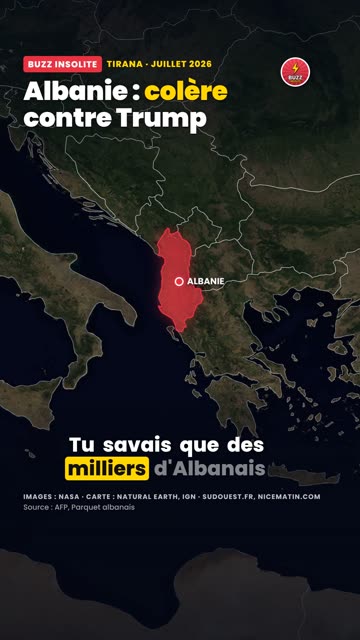 BUZZ INSOLITE TIRANA · JUILLET 2026
BUZZ
Albanie : colère
contre Trump
ALBANIE
Tu savais que des
milliers d'Albanais
IMAGES : NASA · CARTE : NATURAL EARTH, IGN · SUDOUEST.FR, NICEMATIN.COM
Source : AFP, Parquet albanais